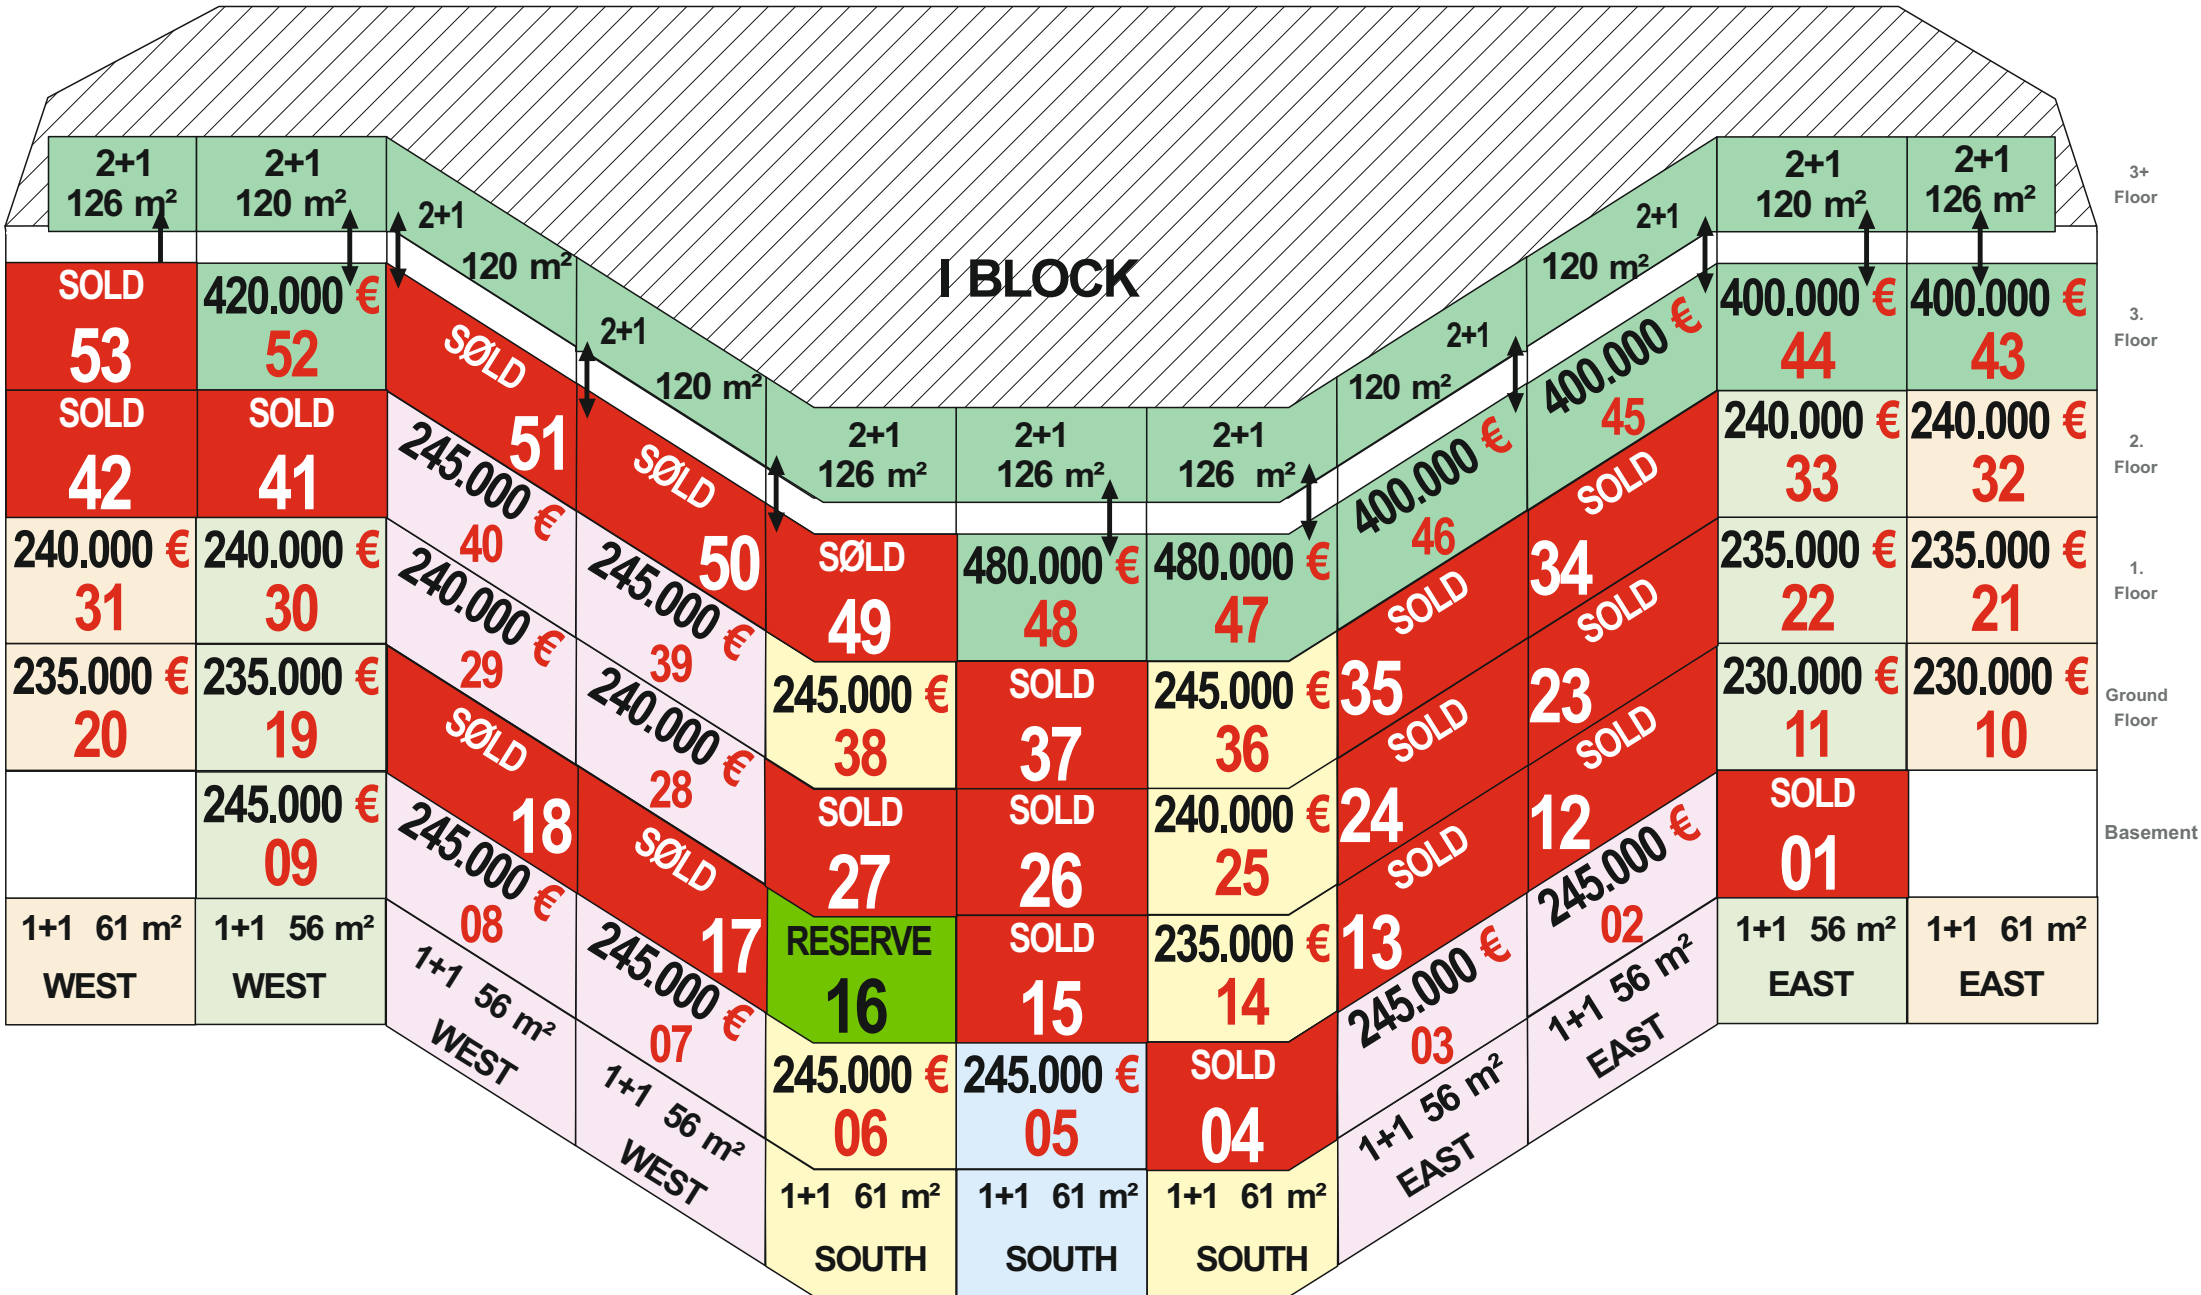 2+1
126 m²
2+1
120 m²
2+1
120 m²
2+1
120 m²
2+1
126 m²
2+1
126 m²
2+1
126 m²
2+1
120 m²
2+1
120 m²
2+1
120 m²
2+1
126 m²
3+
Floor
I BLOCK
SOLD
53
420.000 €
52
SØLD
51
SØLD
50
SØLD
49
480.000 €
48
480.000 €
47
400.000 €
46
400.000 €
45
400.000 €
44
400.000 €
43
3.
Floor
SOLD
42
SOLD
41
245.000 €
40
245.000 €
39
245.000 €
38
SOLD
37
245.000 €
36
SOLD
35
SOLD
34
240.000 €
33
240.000 €
32
2.
Floor
240.000 €
31
240.000 €
30
240.000 €
29
240.000 €
28
SOLD
27
SOLD
26
240.000 €
25
SOLD
24
SOLD
23
235.000 €
22
235.000 €
21
1.
Floor
235.000 €
20
235.000 €
19
SØLD
18
SØLD
17
RESERVE
16
SOLD
15
235.000 €
14
SOLD
13
SOLD
12
230.000 €
11
230.000 €
10
Ground
Floor
245.000 €
09
245.000 €
08
245.000 €
07
245.000 €
06
245.000 €
05
SOLD
04
245.000 €
03
245.000 €
02
SOLD
01
Basement
1+1 61 m²
WEST
1+1 56 m²
WEST
1+1 56 m²
WEST
1+1 56 m²
WEST
1+1 61 m²
SOUTH
1+1 61 m²
SOUTH
1+1 61 m²
SOUTH
1+1 56 m²
EAST
1+1 56 m²
EAST
1+1 56 m²
EAST
1+1 61 m²
EAST